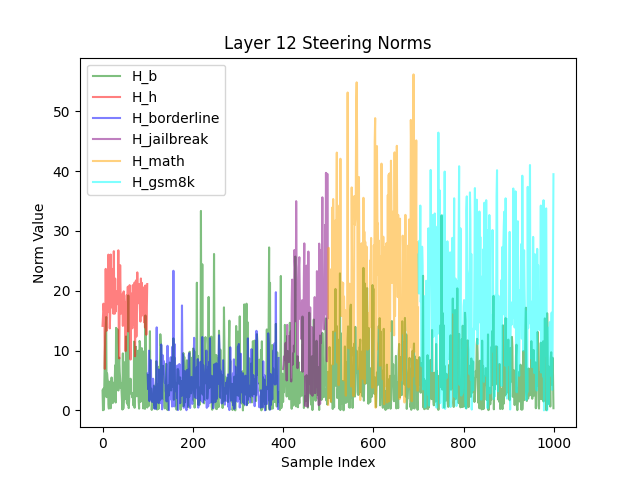 Layer 12 Steering Norms
H_b
H_h
H_borderline
H_jailbreak
H_math
H_gsm8k
50
40
30
20
10
0
Norm Value
0
200
400
600
800
1000
Sample Index